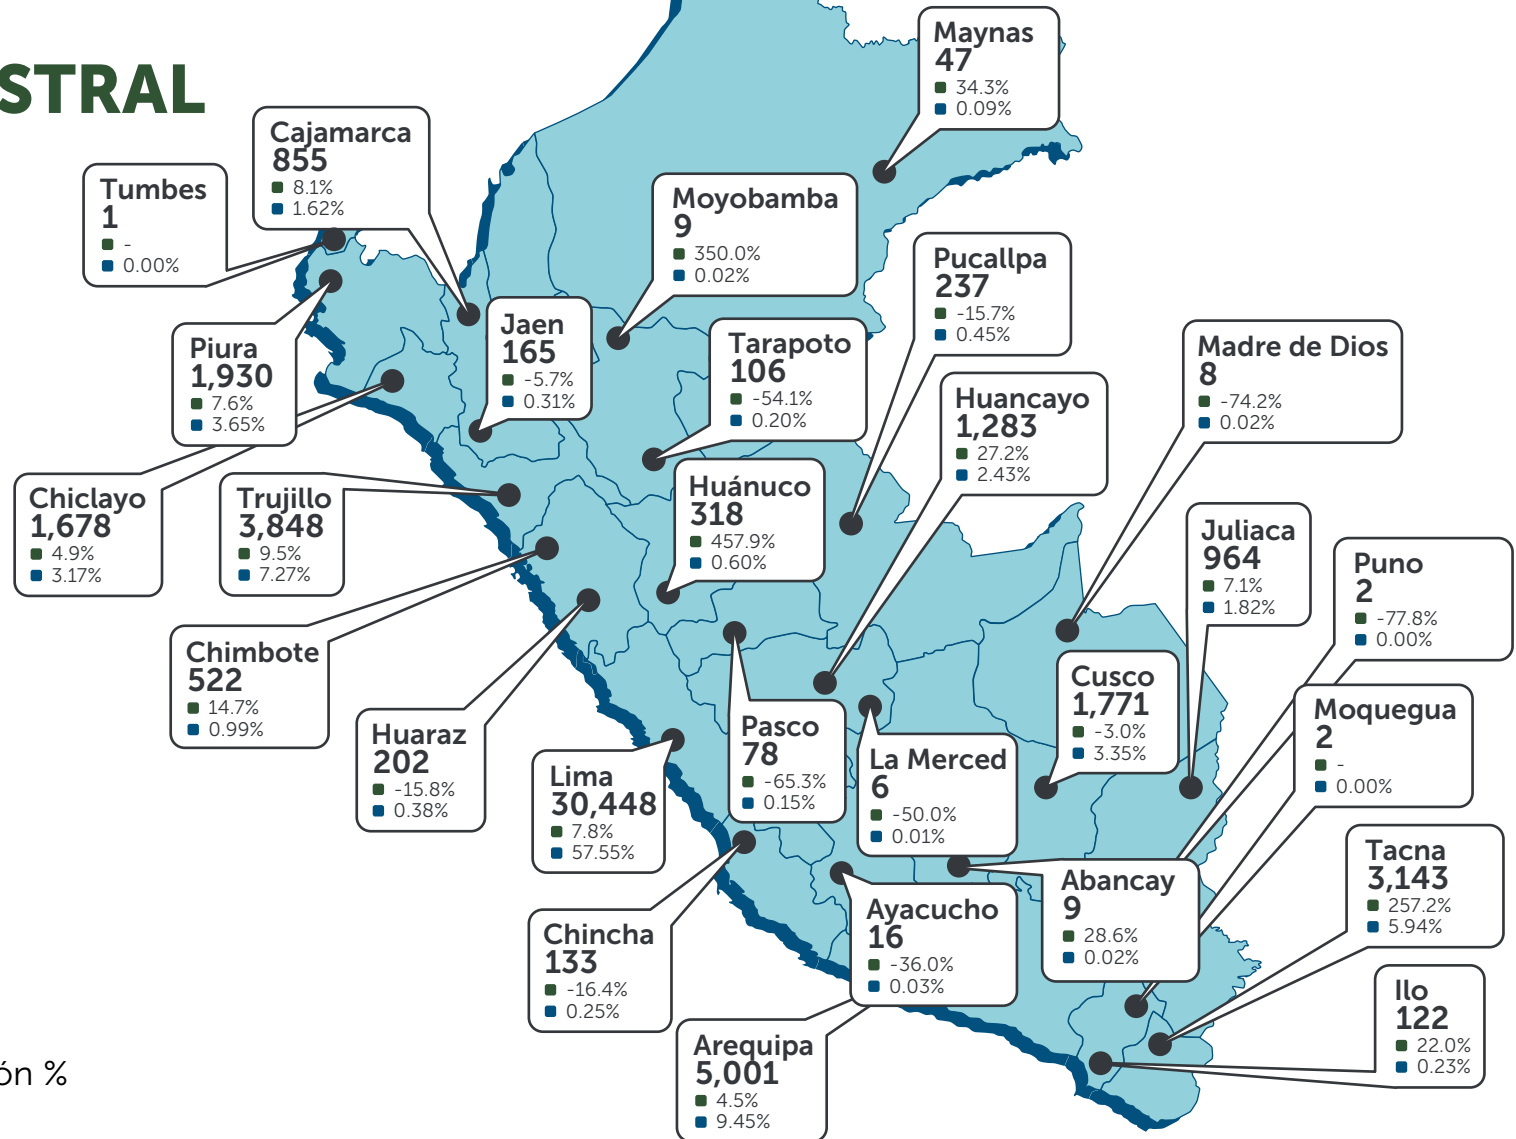 STRAL
Maynas
47
34.3%
0.09%
Cajamarca
855
8.1%
1.62%
Tumbes
1
-
0.00%
Moyobamba
9
350.0%
0.02%
Pucallpa
237
-15.7%
0.45%
Piura
1,930
7.6%
3.65%
Jaen
165
-5.7%
0.31%
Tarapoto
106
-54.1%
0.20%
Madre de Dios
8
-74.2%
0.02%
Huancayo
1,283
27.2%
2.43%
Chiclayo
1,678
4.9%
3.17%
Trujillo
3,848
9.5%
7.27%
Huánuco
318
457.9%
0.60%
Juliaca
964
7.1%
1.82%
Puno
2
-77.8%
0.00%
Chimbote
522
14.7%
0.99%
Cusco
1,771
-3.0%
3.35%
Moquegua
2
-
0.00%
Huaraz
202
-15.8%
0.38%
Pasco
78
-65.3%
0.15%
Lima
30,448
7.8%
57.55%
La Merced
6
-50.0%
0.01%
Tacna
3,143
257.2%
5.94%
Abancay
9
28.6%
0.02%
Ayacucho
16
-36.0%
0.03%
Chincha
133
-16.4%
0.25%
Ilo
122
22.0%
0.23%
Arequipa
5,001
4.5%
9.45%
ón %